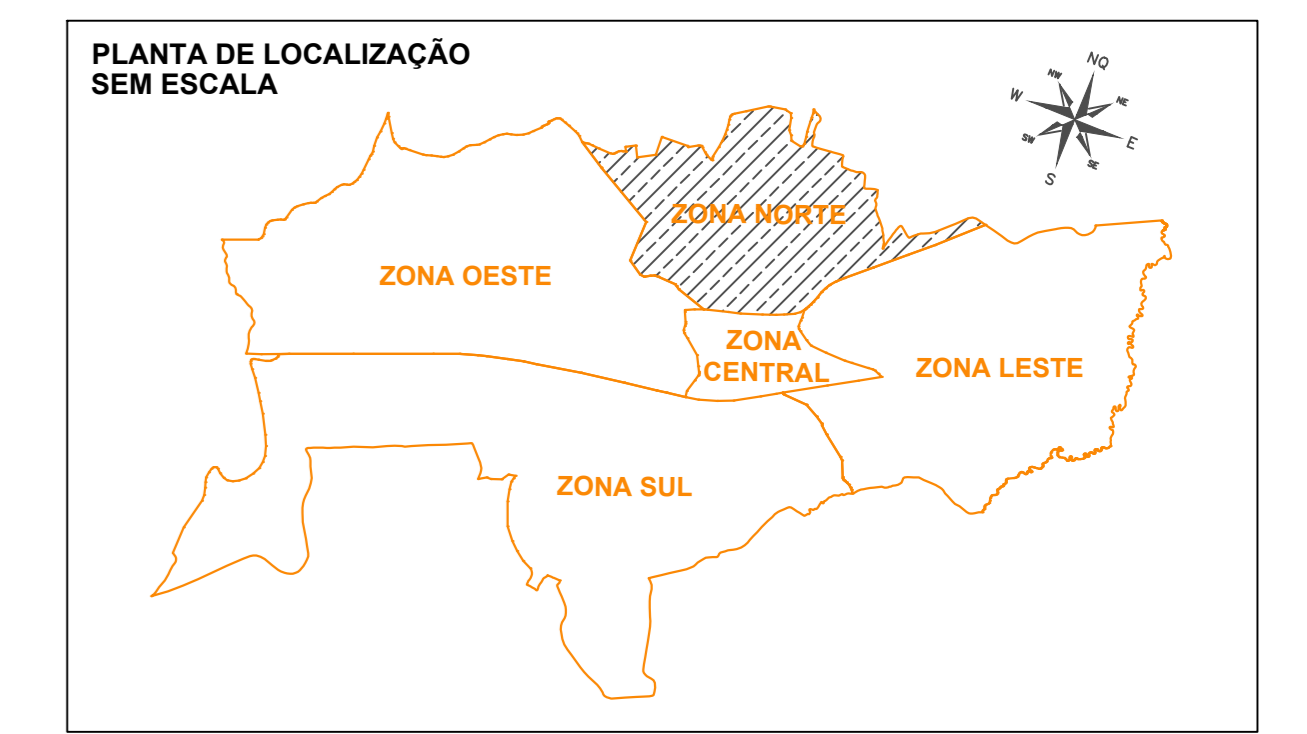 PLANTA DE LOCALIZAÇÃO
SEM ESCALA
NQ
NW
NE
W
E
SW
SE
S
ZONA NORTE
ZONA OESTE
ZONA
CENTRAL
ZONA LESTE
ZONA SUL